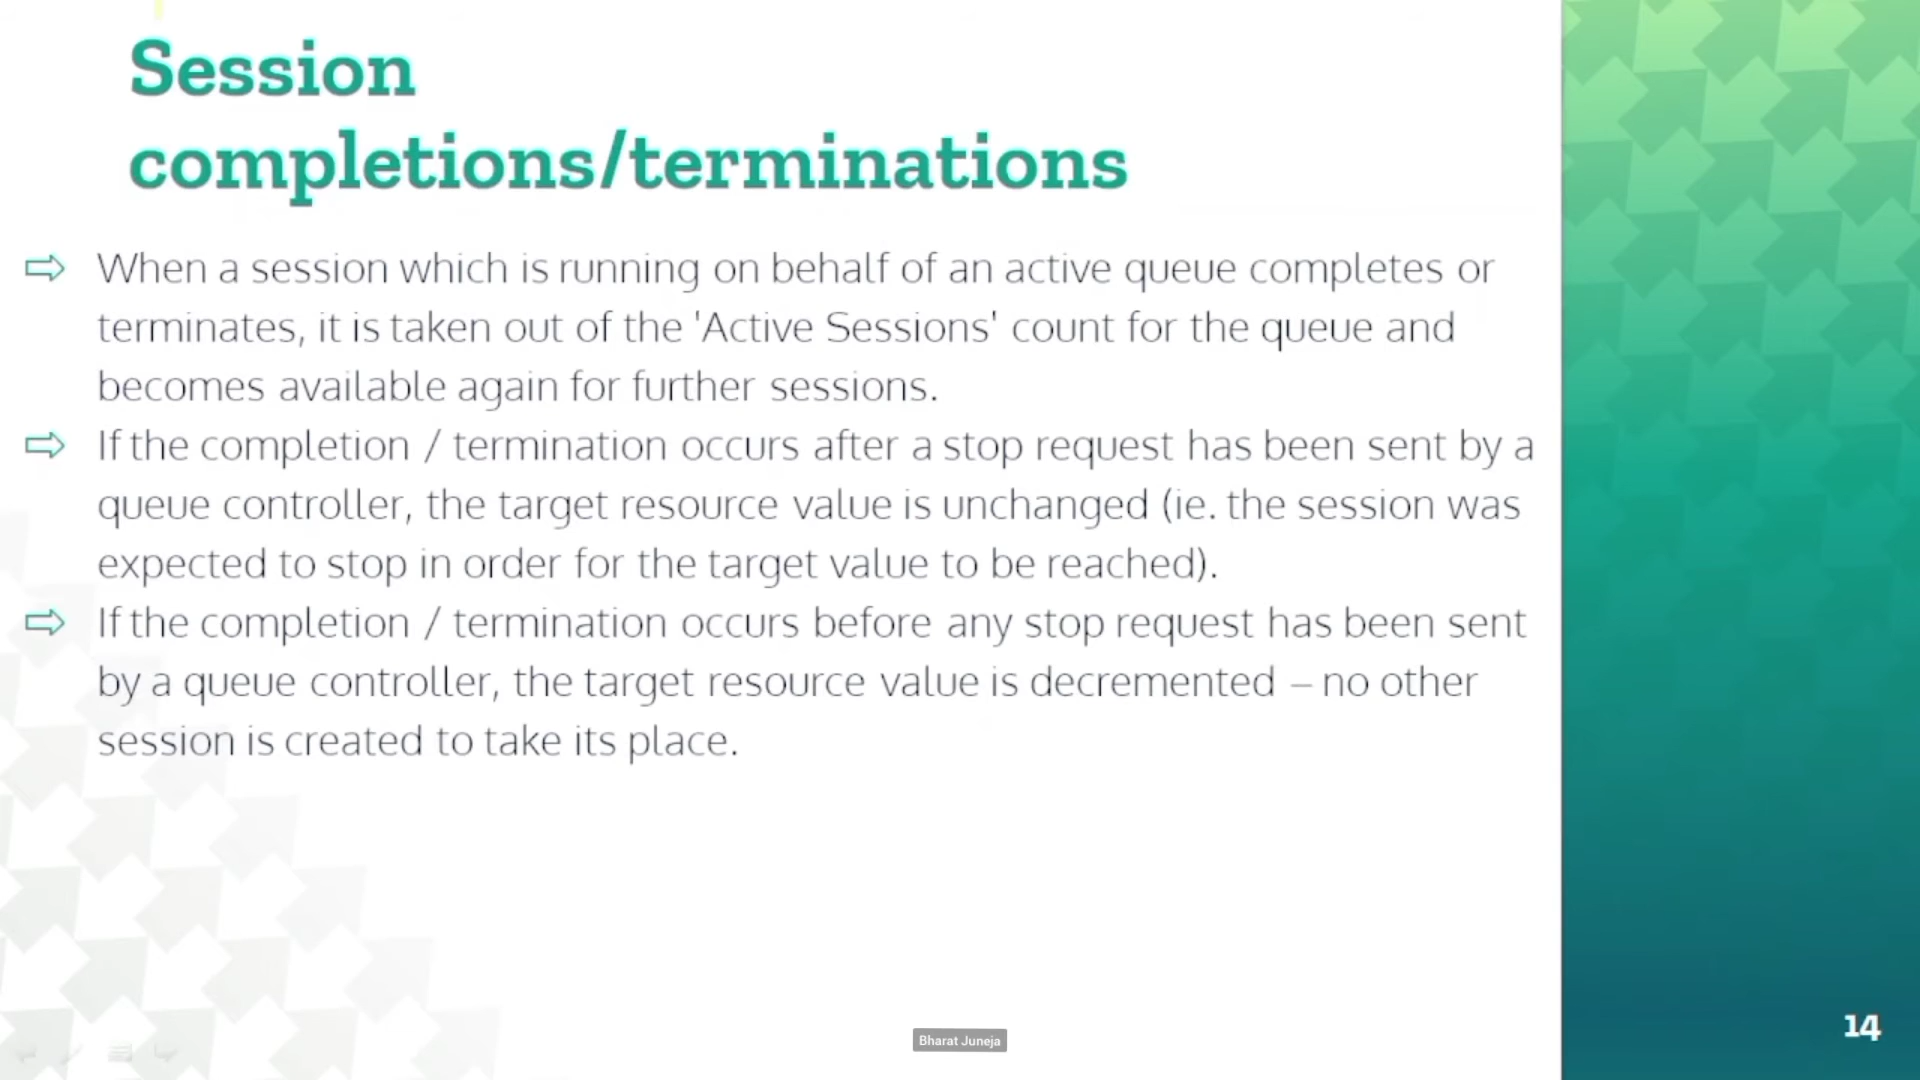 Session
completions/terminations
When a session which is running on behalf of an active queue completes or
terminates, it is taken out of the 'Active Sessions' count for the queue and
becomes available again for further sessions.
If the completion / termination occurs after a stop request has been sent by a
queue controller, the target resource value is unchanged (ie. the session was
expected to stop in order for the target value to be reached).
If the completion / termination occurs before any stop request has been sent
by a queue controller, the target resource value is decremented – no other
session is created to take its place.
Bharat Juneja
14